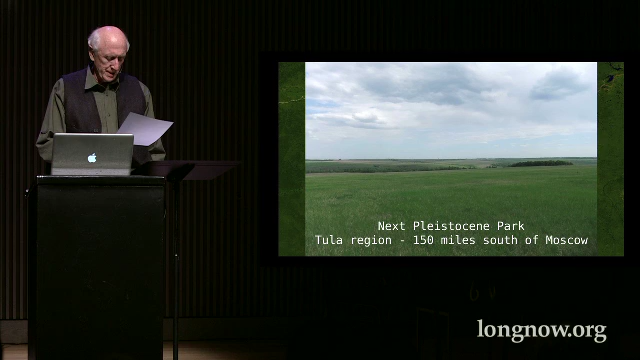 Next Pleistocene Park
Tula region - 150 miles south of Moscow
longnow.org